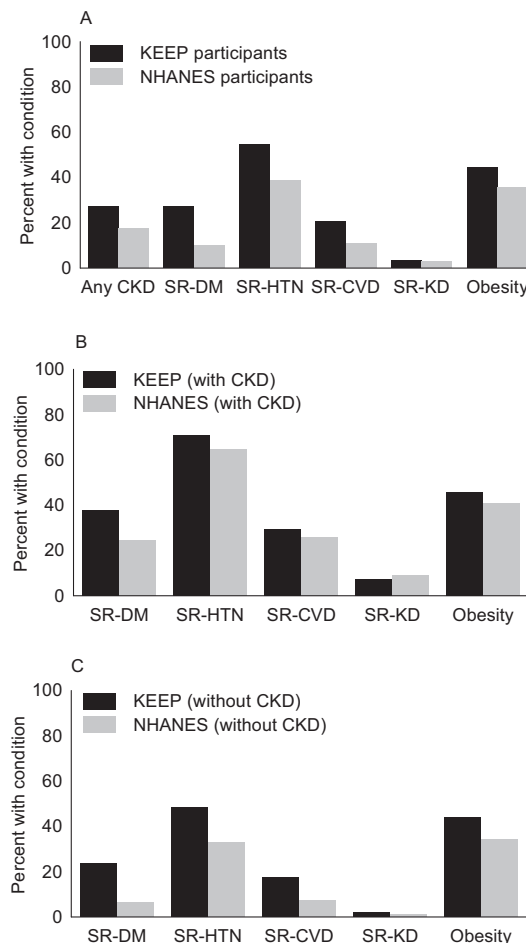 A
100
KEEP participants
NHANES participants
80
60
40
20
0
Percent with condition
Any CKD SR-DM SR-HTN SR-CVD SR-KD Obesity
B
100
KEEP (with CKD)
NHANES (with CKD)
80
60
40
20
0
Percent with condition
SR-DM SR-HTN SR-CVD SR-KD Obesity
C
100
KEEP (without CKD)
NHANES (without CKD)
80
60
40
20
0
Percent with condition
SR-DM SR-HTN SR-CVD SR-KD Obesity